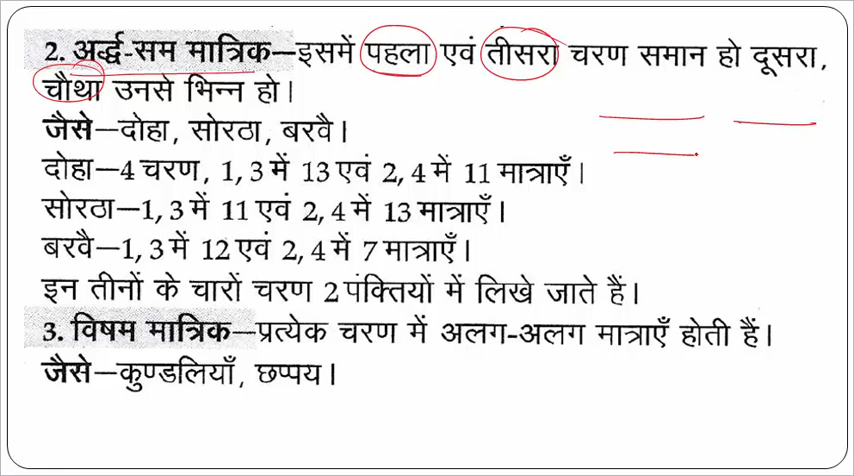 2. अर्द्ध-सम मात्रिक—इसमें पहला एवं तीसरा चरण समान हो दूसरा,
चौथा उनसे भिन्न हो।
जैसे—दोहा, सोरठा, बरवै।
दोहा—4 चरण, 1, 3 में 13 एवं 2, 4 में 11 मात्राएँ।
सोरठा—1, 3 में 11 एवं 2, 4 में 13 मात्राएँ।
बरवै—1, 3 में 12 एवं 2, 4 में 7 मात्राएँ।
इन तीनों के चारों चरण 2 पंक्तियों में लिखे जाते हैं।
3. विषम मात्रिक—प्रत्येक चरण में अलग-अलग मात्राएँ होती हैं।
जैसे—कुण्डलियाँ, छप्पय।